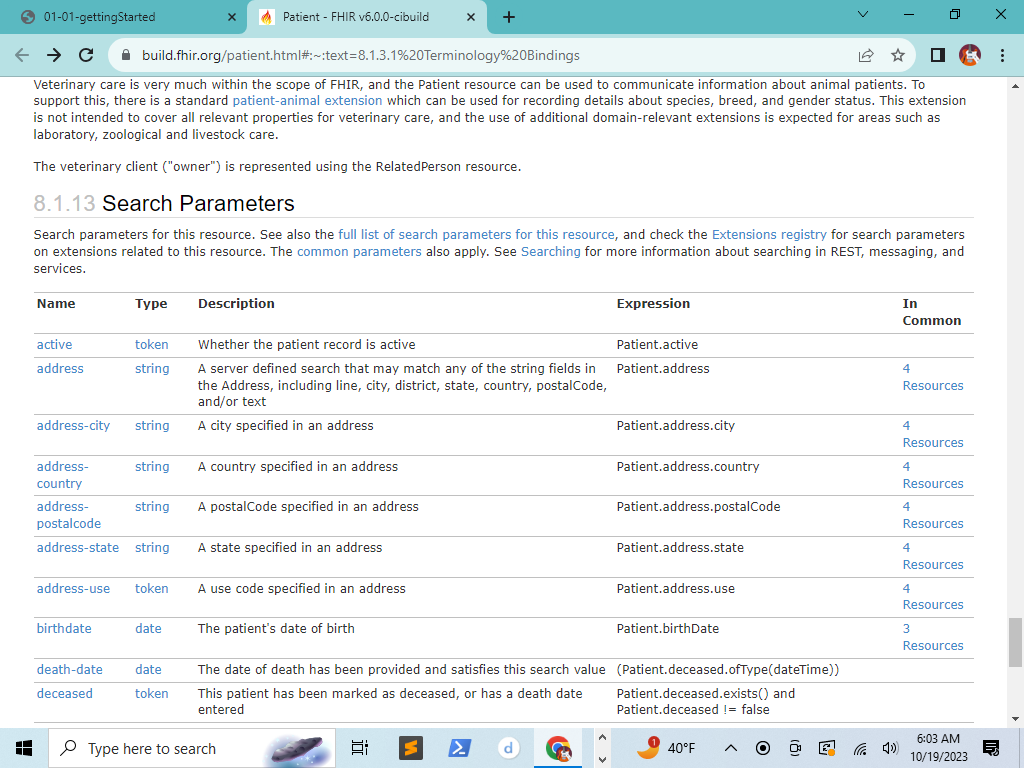 01-01-gettingStarted
Patient - FHIR v6.0.0-cibuild
build.fhir.org/patient.html#:~:text=8.1.3.1%20Terminology%20Bindings
Veterinary care is very much within the scope of FHIR, and the Patient resource can be used to communicate information about animal patients. To
support this, there is a standard patient-animal extension which can be used for recording details about species, breed, and gender status. This extension
is not intended to cover all relevant properties for veterinary care, and the use of additional domain-relevant extensions is expected for areas such as
laboratory, zoological and livestock care.
The veterinary client ("owner") is represented using the RelatedPerson resource.
8.1.13 Search Parameters
Search parameters for this resource. See also the full list of search parameters for this resource, and check the Extensions registry for search parameters
on extensions related to this resource. The common parameters also apply. See Searching for more information about searching in REST, messaging, and
services.
Name Type Description Expression In
Common
active token Whether the patient record is active Patient.active
address string A server defined search that may match any of the string fields in Patient.address 4
the Address, including line, city, district, state, country, postalCode, Resources
and/or text
address-city string A city specified in an address Patient.address.city 4
Resources
address- string A country specified in an address Patient.address.country 4
country Resources
address- string A postalCode specified in an address Patient.address.postalCode 4
postalcode Resources
address-state string A state specified in an address Patient.address.state 4
Resources
address-use token A use code specified in an address Patient.address.use 4
Resources
birthdate date The patient's date of birth Patient.birthDate 3
Resources
death-date date The date of death has been provided and satisfies this search value (Patient.deceased.ofType(dateTime))
deceased token This patient has been marked as deceased, or has a death date Patient.deceased.exists() and
entered Patient.deceased != false
Type here to search
d
1
40°F
6:03 AM
10/19/2023